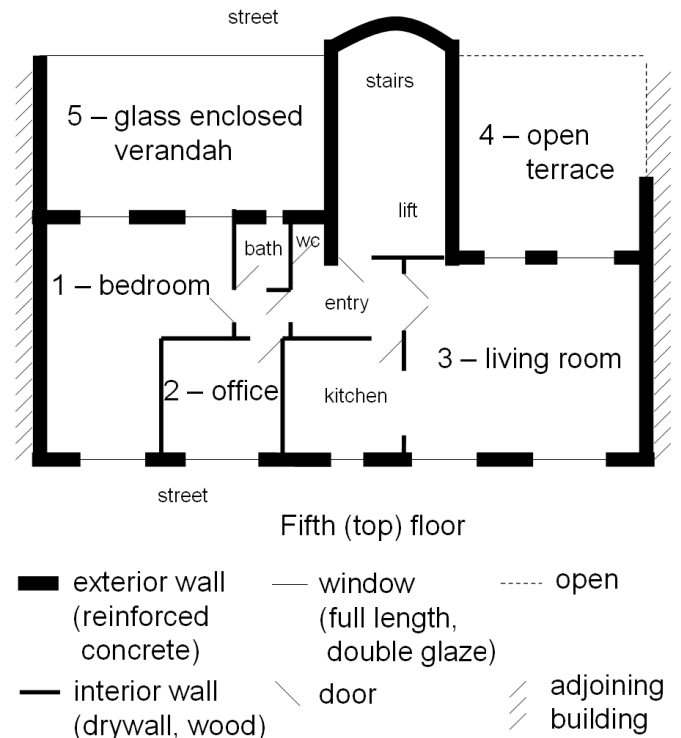 street
stairs
5 – glass enclosed
verandah
4 – open
terrace
lift
bath
wc
1 – bedroom
entry
3 – living room
2 – office
kitchen
street
Fifth (top) floor
exterior wall
(reinforced
concrete)
window
(full length,
double glaze)
open
interior wall
(drywall, wood)
door
adjoining
building